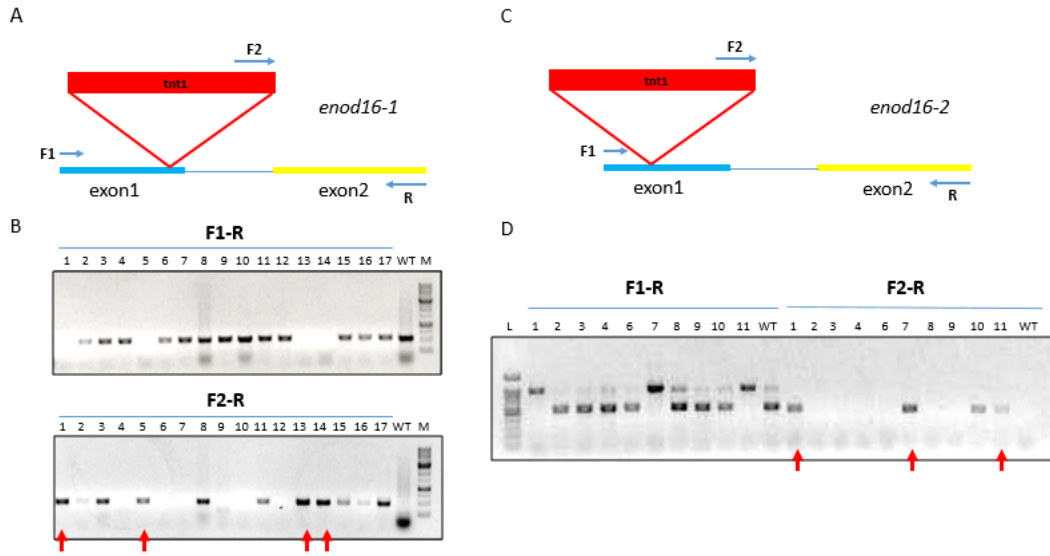 A
F2
tnt1
enod16-1
F1
exon1
exon2
R
B
F1-R
1 2 3 4 5 6 7 8 9 10 11 12 13 14 15 16 17 WT M
F2-R
1 2 3 4 5 6 7 8 9 10 11 12 13 14 15 16 17 WT M
C
F2
tnt1
enod16-2
F1
exon1
exon2
R
D
F1-R F2-R
L 1 2 3 4 6 7 8 9 10 11 WT 1 2 3 4 6 7 8 9 10 11 WT